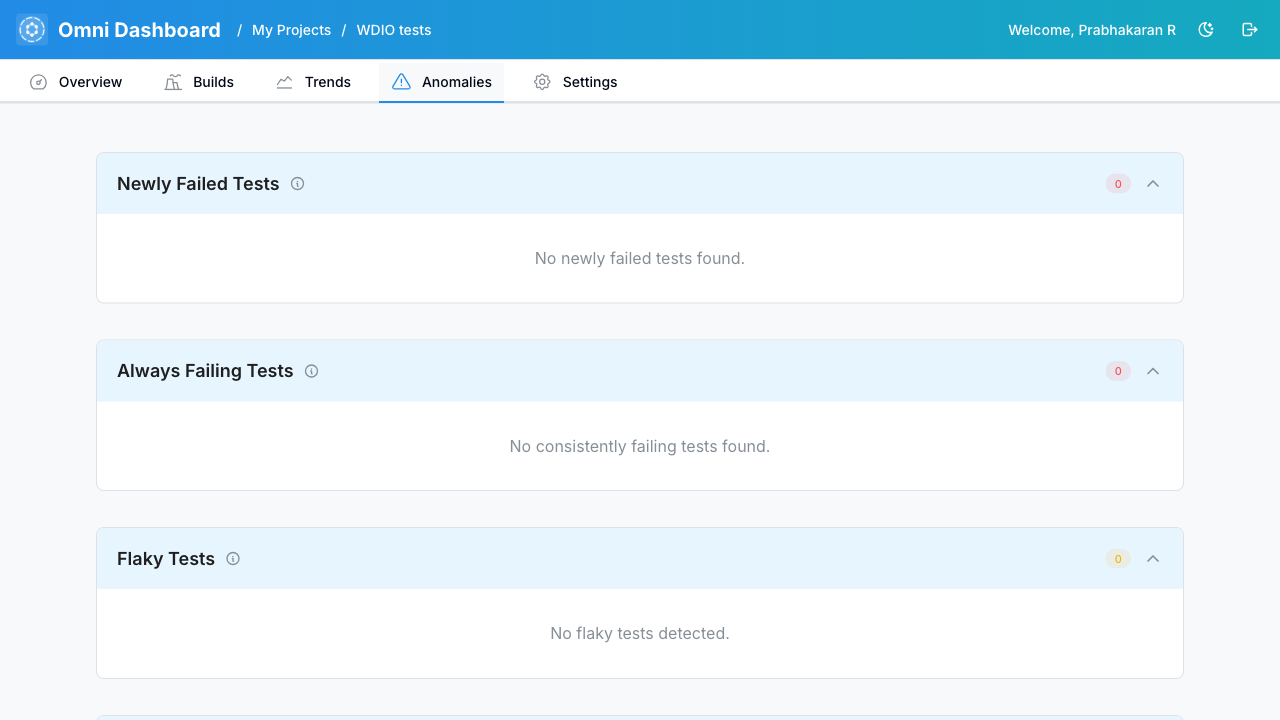 Omni Dashboard / My Projects / WDIO tests
Welcome, Prabhakaran R
Overview
Builds
Trends
Anomalies
Settings
Newly Failed Tests
0
No newly failed tests found.
Always Failing Tests
0
No consistently failing tests found.
Flaky Tests
0
No flaky tests detected.